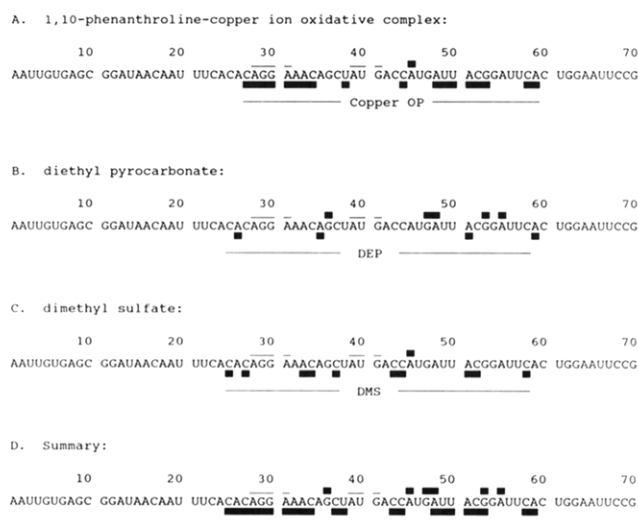 A. 1,10-phenanthroline-copper ion oxidative complex:
10 20 30 40 50 60 70
AAUUGUGAGC GGAUAACAAU UUCACACAGG AAACAGCUAU GACCAUGAUU ACGGAUUCAC UGGAAUUCCG
Copper OP
B. diethyl pyrocarbonate:
10 20 30 40 50 60 70
AAUUGUGAGC GGAUAACAAU UUCACACAGG AAACAGCUAU GACCAUGAUU ACGGAUUCAC UGGAAUUCCG
DEP
C. dimethyl sulfate:
10 20 30 40 50 60 70
AAUUGUGAGC GGAUAACAAU UUCACACAGG AAACAGCUAU GACCAUGAUU ACGGAUUCAC UGGAAUUCCG
DMS
D. Summary:
10 20 30 40 50 60 70
AAUUGUGAGC GGAUAACAAU UUCACACAGG AAACAGCUAU GACCAUGAUU ACGGAUUCAC UGGAAUUCCG